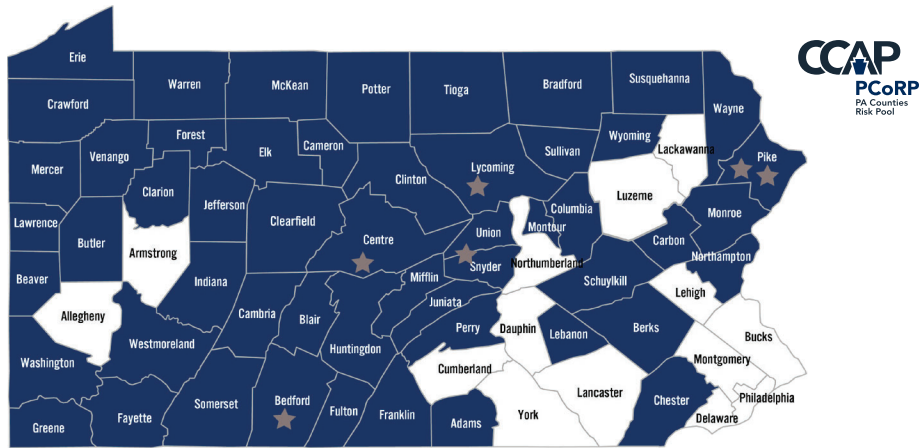 CCAP
PCoRP
PA Counties
Risk Pool
Erie
Crawford
Warren
McKean
Potter
Tioga
Bradford
Susquehanna
Wayne
Forest
Venango
Mercer
Clarion
Elk
Cameron
Clinton
Lycoming
Sullivan
Wyoming
Lackawanna
Pike
Luzerne
Lawrence
Butler
Armstrong
Jefferson
Clearfield
Centre
Union
Montour
Columbia
Monroe
Carbon
Northampton
Beaver
Allegheny
Indiana
Cambria
Blair
Mifflin
Snyder
Northumberland
Schuylkill
Lehigh
Juniata
Perry
Dauphin
Lebanon
Berks
Bucks
Montgomery
Philadelphia
Washington
Westmoreland
Huntingdon
Cumberland
Lancaster
Chester
Delaware
Greene
Fayette
Somerset
Bedford
Fulton
Franklin
Adams
York